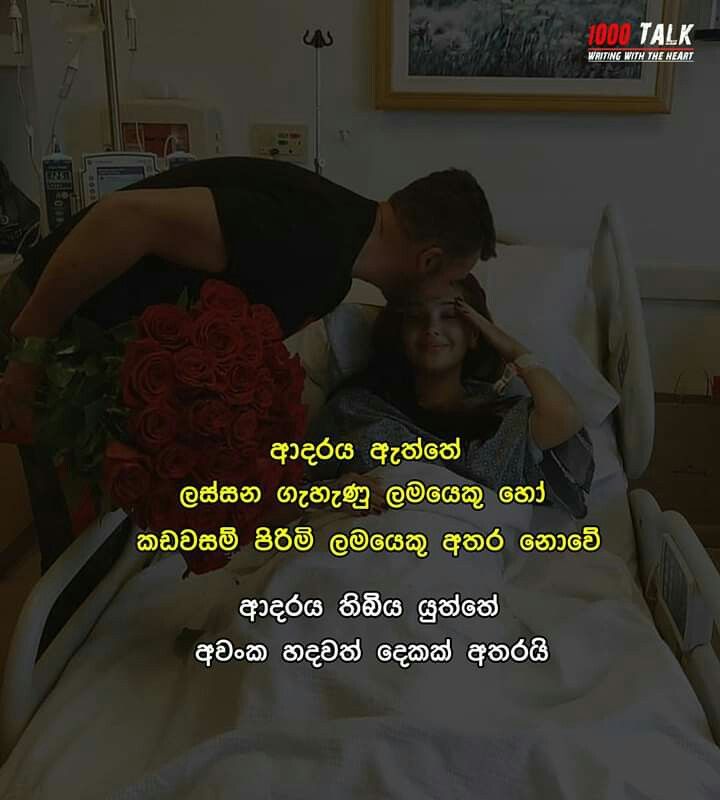 1000 TALK
WRITING WITH THE HEART
ආදරය ඇත්තේ
ලස්සන ගැහැණු ලමයෙකු හෝ
කඩවසම් පිරිමි ලමයෙකු අතර නොවේ
ආදරය තිබිය යුත්තේ
අවංක හදවත් දෙකක් අතරයි